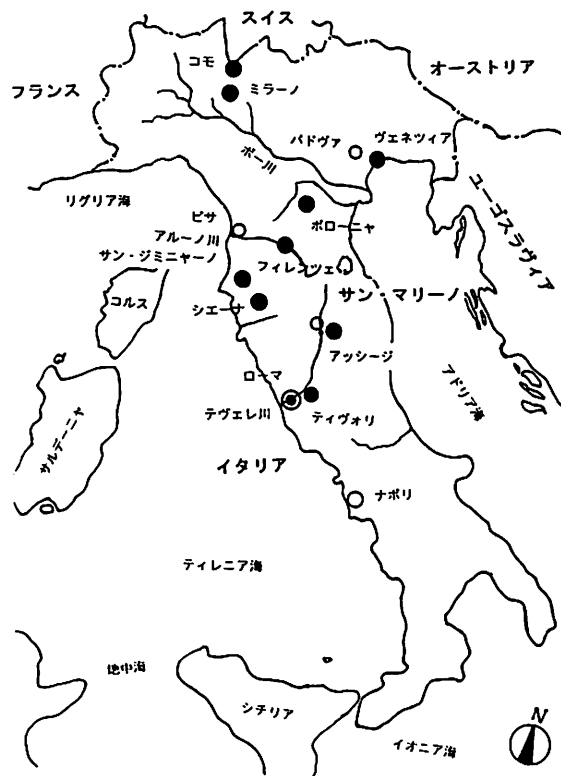 スイス
コモ
オーストリア
フランス
ミラーノ
パドヴァ
ヴェネツィア
ポー川
ユーゴスラヴィア
リグリア海
ピサ
ボローニャ
アルーノ川
サン・ジミニャーノ
フィレンツェ
コルス
シエーナ
サン・マリーノ
アッシージ
ローマ
アドリア海
テヴェレ川
ティヴォリ
サルデーニャ
イタリア
ナポリ
ティレニア海
地中海
シチリア
イオニア海
N